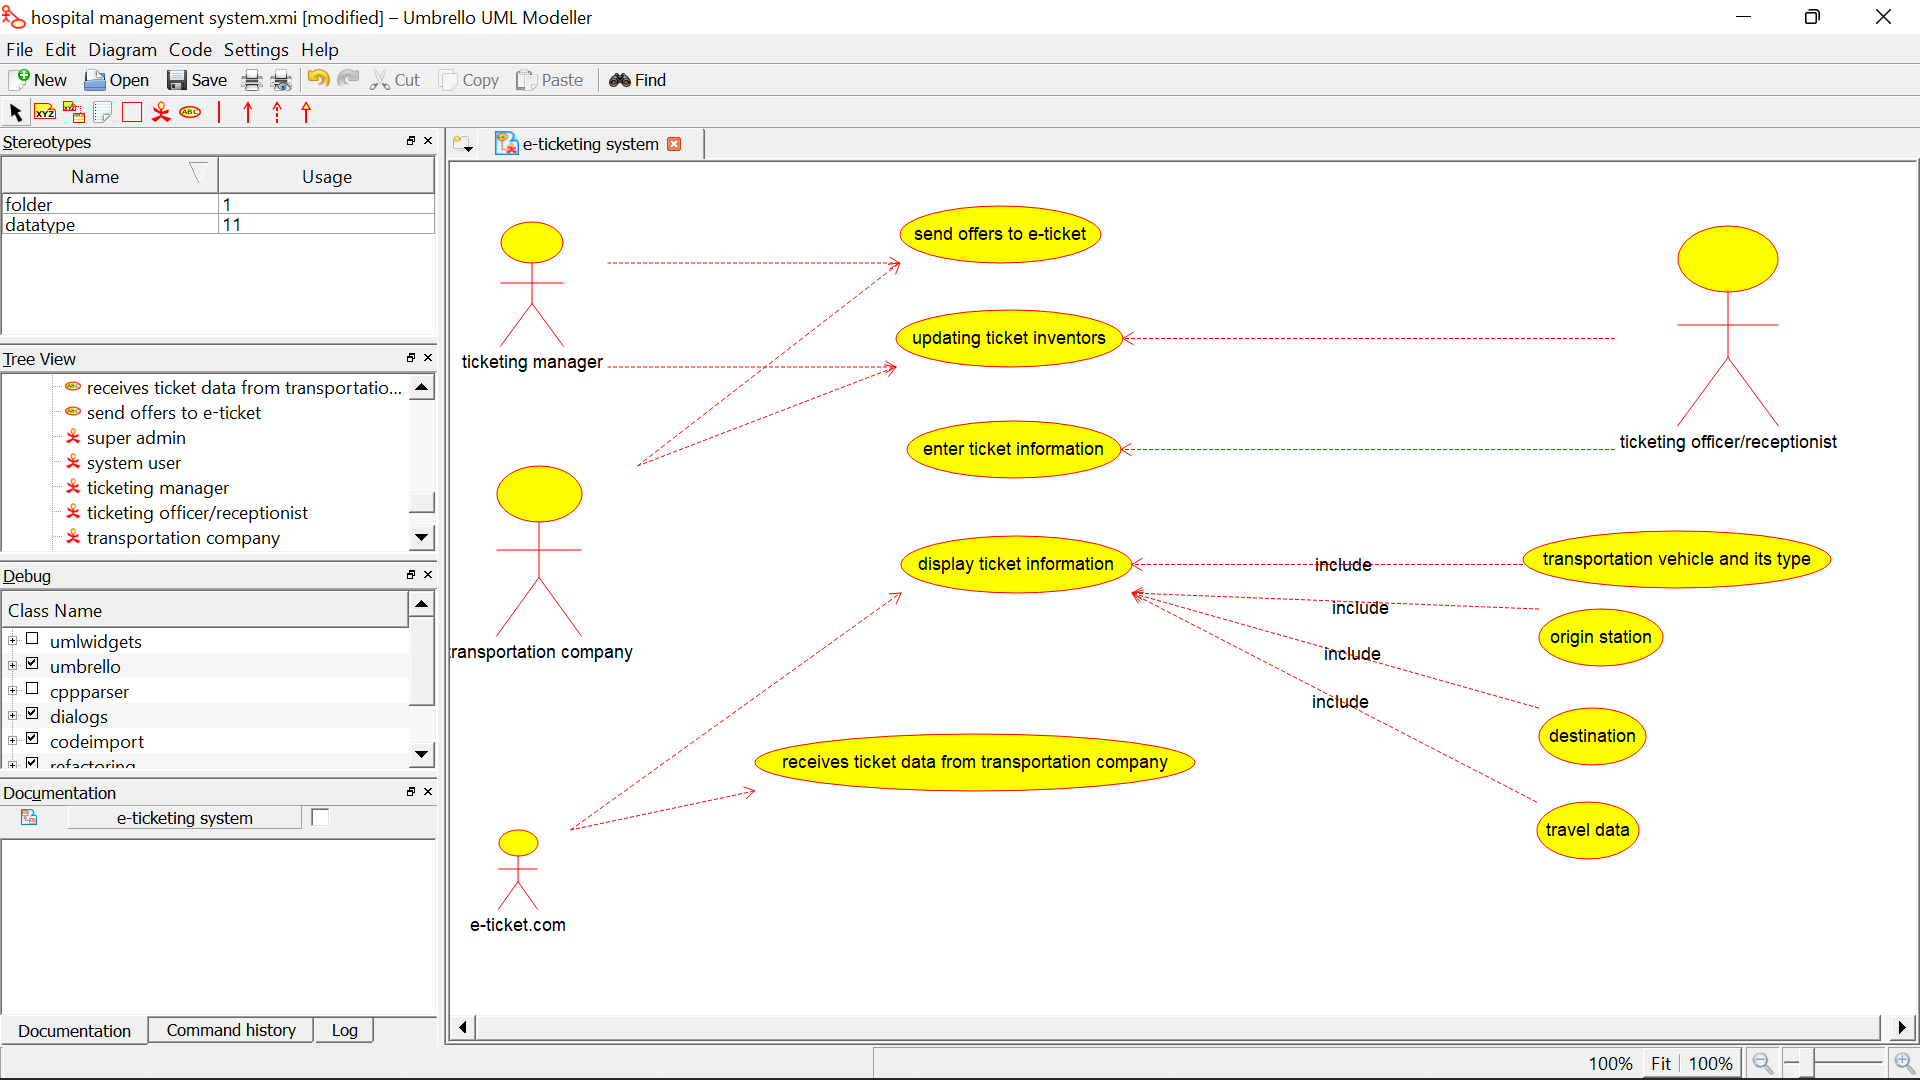 hospital management system.xmi [modified] – Umbrello UML Modeller
File Edit Diagram Code Settings Help
New Open Save Cut Copy Paste Find
XYZ XYZ ABC
Stereotypes
Name Usage
folder 1
datatype 11
Tree View
receives ticket data from transportatio...
send offers to e-ticket
super admin
system user
ticketing manager
ticketing officer/receptionist
transportation company
Debug
Class Name
umlwidgets
umbrello
cppparser
dialogs
codeimport
refactoring
Documentation
e-ticketing system
Documentation Command history Log
e-ticketing system
send offers to e-ticket
updating ticket inventors
ticketing manager
enter ticket information
ticketing officer/receptionist
display ticket information
include
transportation vehicle and its type
include
origin station
ransportation company
include
include
destination
receives ticket data from transportation company
travel data
e-ticket.com
100% Fit 100%